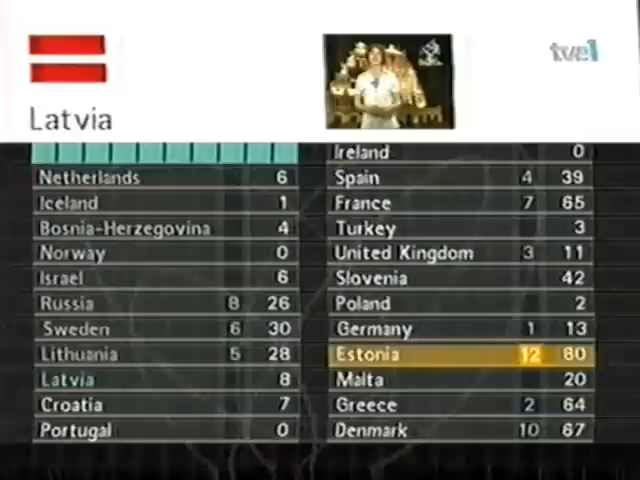 tve1
Latvia
Netherlands 6
Iceland 1
Bosnia-Herzegovina 4
Norway 0
Israel 6
Russia 8 26
Sweden 6 30
Lithuania 5 28
Latvia 8
Croatia 7
Portugal 0
Ireland 0
Spain 4 39
France 7 65
Turkey 3
United Kingdom 3 11
Slovenia 42
Poland 2
Germany 1 13
Estonia 12 80
Malta 20
Greece 2 64
Denmark 10 67